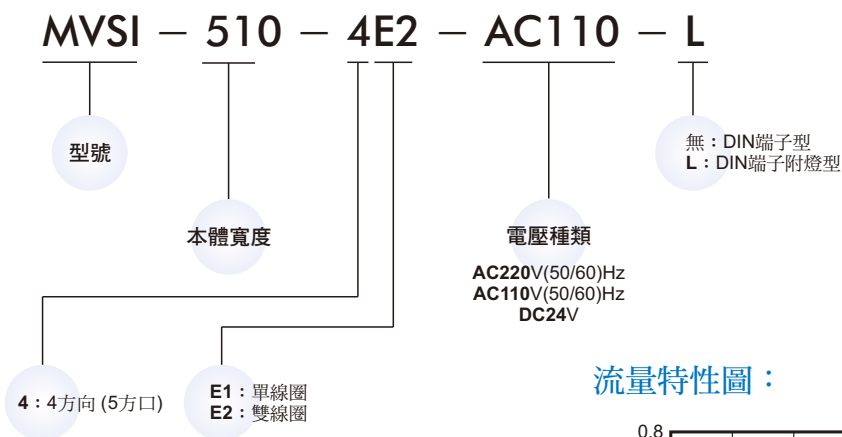 MVSI – 510 – 4E2 – AC110 – L
型號
無：DIN端子型
L：DIN端子附燈型
本體寬度
電壓種類
AC220V(50/60)Hz
AC110V(50/60)Hz
DC24V
4：4方向 (5方口)
E1：單線圈
E2：雙線圈
流量特性圖：
0.8